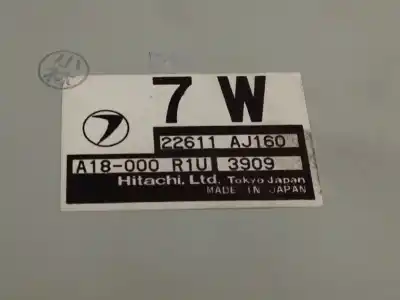 7 W
22611 AJ160
A18-000 R1U 3909
Hitachi, Ltd. Tokyo Japan
MADE IN JAPAN